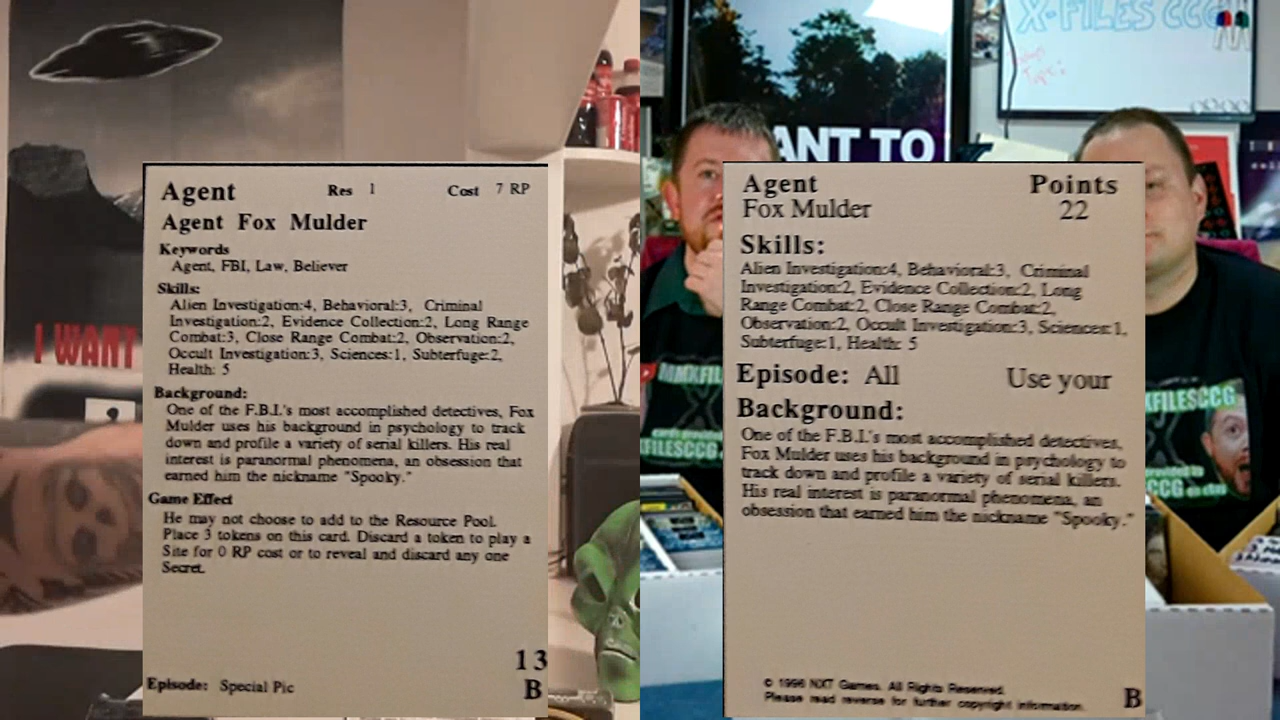 I WANT
Agent Res 1 Cost 7 RP
Agent Fox Mulder
Keywords
Agent, FBI, Law, Believer
Skills:
Alien Investigation:4, Behavioral:3, Criminal
Investigation:2, Evidence Collection:2, Long Range
Combat:3, Close Range Combat:2, Observation:2,
Occult Investigation:3, Sciences:1, Subterfuge:2,
Health: 5
Background:
One of the F.B.I.'s most accomplished detectives, Fox
Mulder uses his background in psychology to track
down and profile a variety of serial killers. His real
interest is paranormal phenomena, an obsession that
earned him the nickname "Spooky."
Game Effect
He may not choose to add to the Resource Pool.
Place 3 tokens on this card. Discard a token to play a
Site for 0 RP cost or to reveal and discard any one
Secret.
13
Episode: Special Pic B
X-FILES CCG
ANT TO
Agent Points
Fox Mulder 22
Skills:
Alien Investigation:4, Behavioral:3, Criminal
Investigation:2, Evidence Collection:2, Long
Range Combat:2, Close Range Combat:2,
Observation:2, Occult Investigation:3, Sciences:1,
Subterfuge:1, Health: 5
Episode: All Use your
Background:
One of the F.B.I.'s most accomplished detectives,
Fox Mulder uses his background in psychology to
track down and profile a variety of serial killers.
His real interest is paranormal phenomena, an
obsession that earned him the nickname "Spooky."
© 1996 NXT Games. All Rights Reserved.
Please read reverse for further copyright information.
B
MMXFIL
XFILESCCG
XFILESCCG
CCG